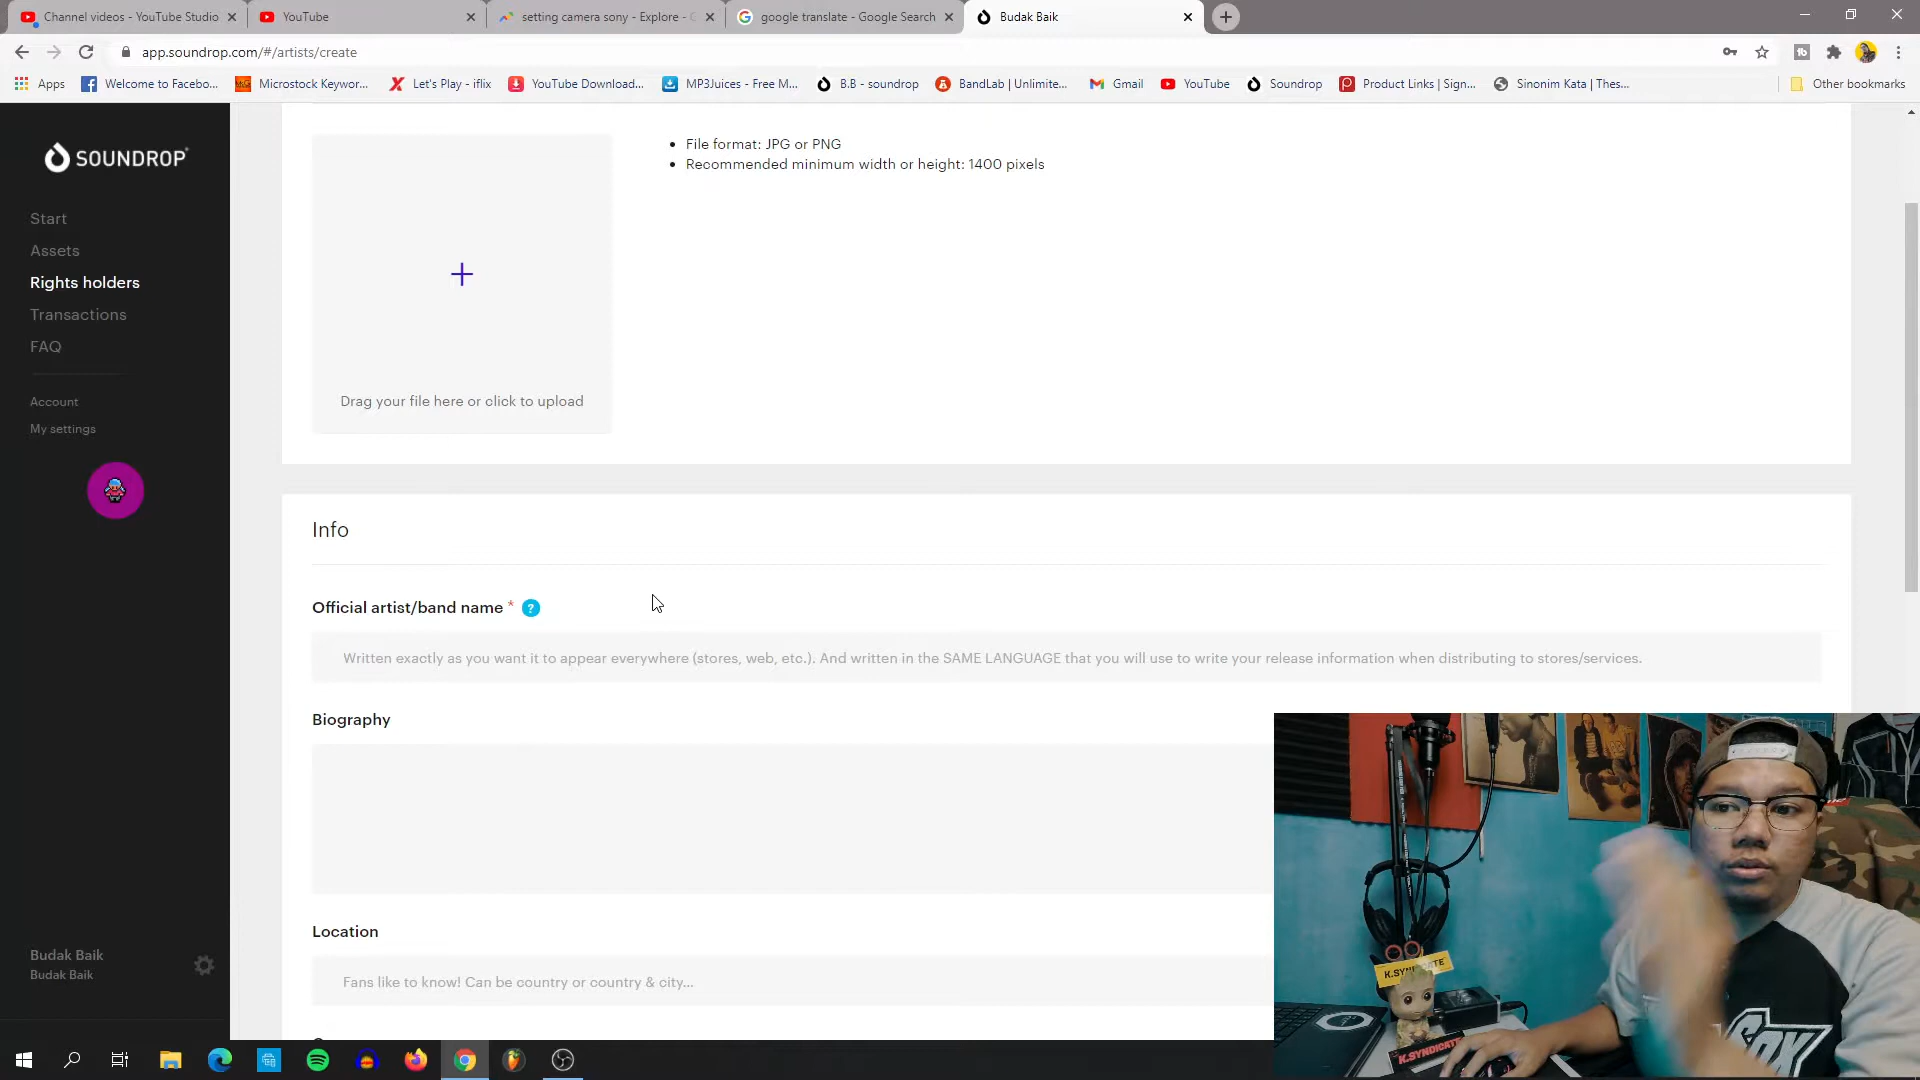 Channel videos - YouTube Studio
YouTube
setting camera sony - Explore - G
google translate - Google Search
Budak Baik
app.soundrop.com/#/artists/create
Apps
Welcome to Facebo...
Microstock Keywor...
Let's Play - iflix
YouTube Download...
MP3Juices - Free M...
B.B - soundrop
BandLab | Unlimite...
Gmail
YouTube
Soundrop
Product Links | Sign...
Sinonim Kata | Thes...
Other bookmarks
SOUNDROP
Start
Assets
Rights holders
Transactions
FAQ
Account
My settings
Budak Baik
Budak Baik
File format: JPG or PNG
Recommended minimum width or height: 1400 pixels
Drag your file here or click to upload
Info
Official artist/band name * ?
Written exactly as you want it to appear everywhere (stores, web, etc.). And written in the SAME LANGUAGE that you will use to write your release information when distributing to stores/services.
Biography
Location
Fans like to know! Can be country or country & city...
K.SYNDICATE
K.SYNDICATE